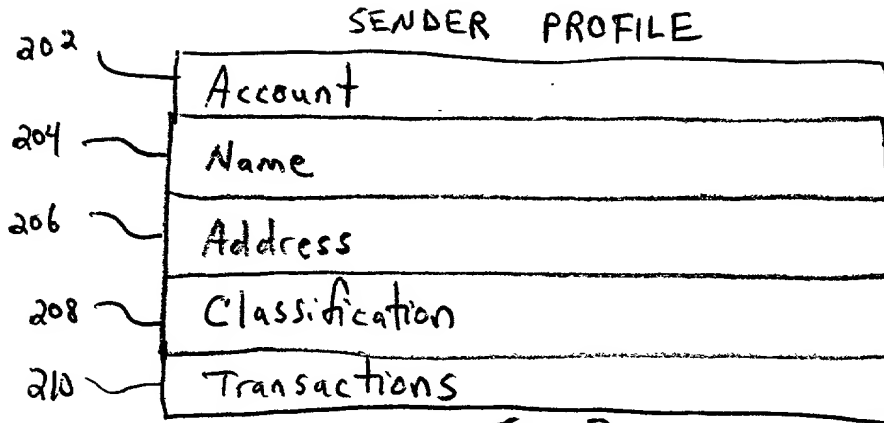 SENDER PROFILE
202 Account
204 Name
206 Address
208 Classification
210 Transactions